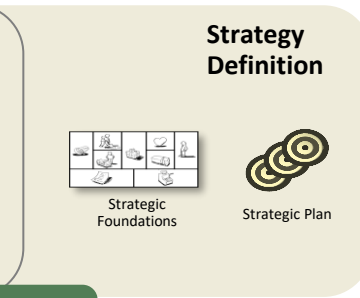 Strategy
Definition
Strategic
Foundations
Strategic Plan